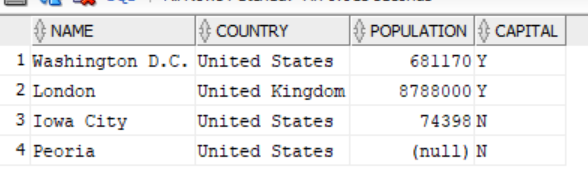 NAME COUNTRY POPULATION CAPITAL
1 Washington D.C. United States 681170 Y
2 London United Kingdom 8788000 Y
3 Iowa City United States 74398 N
4 Peoria United States (null) N